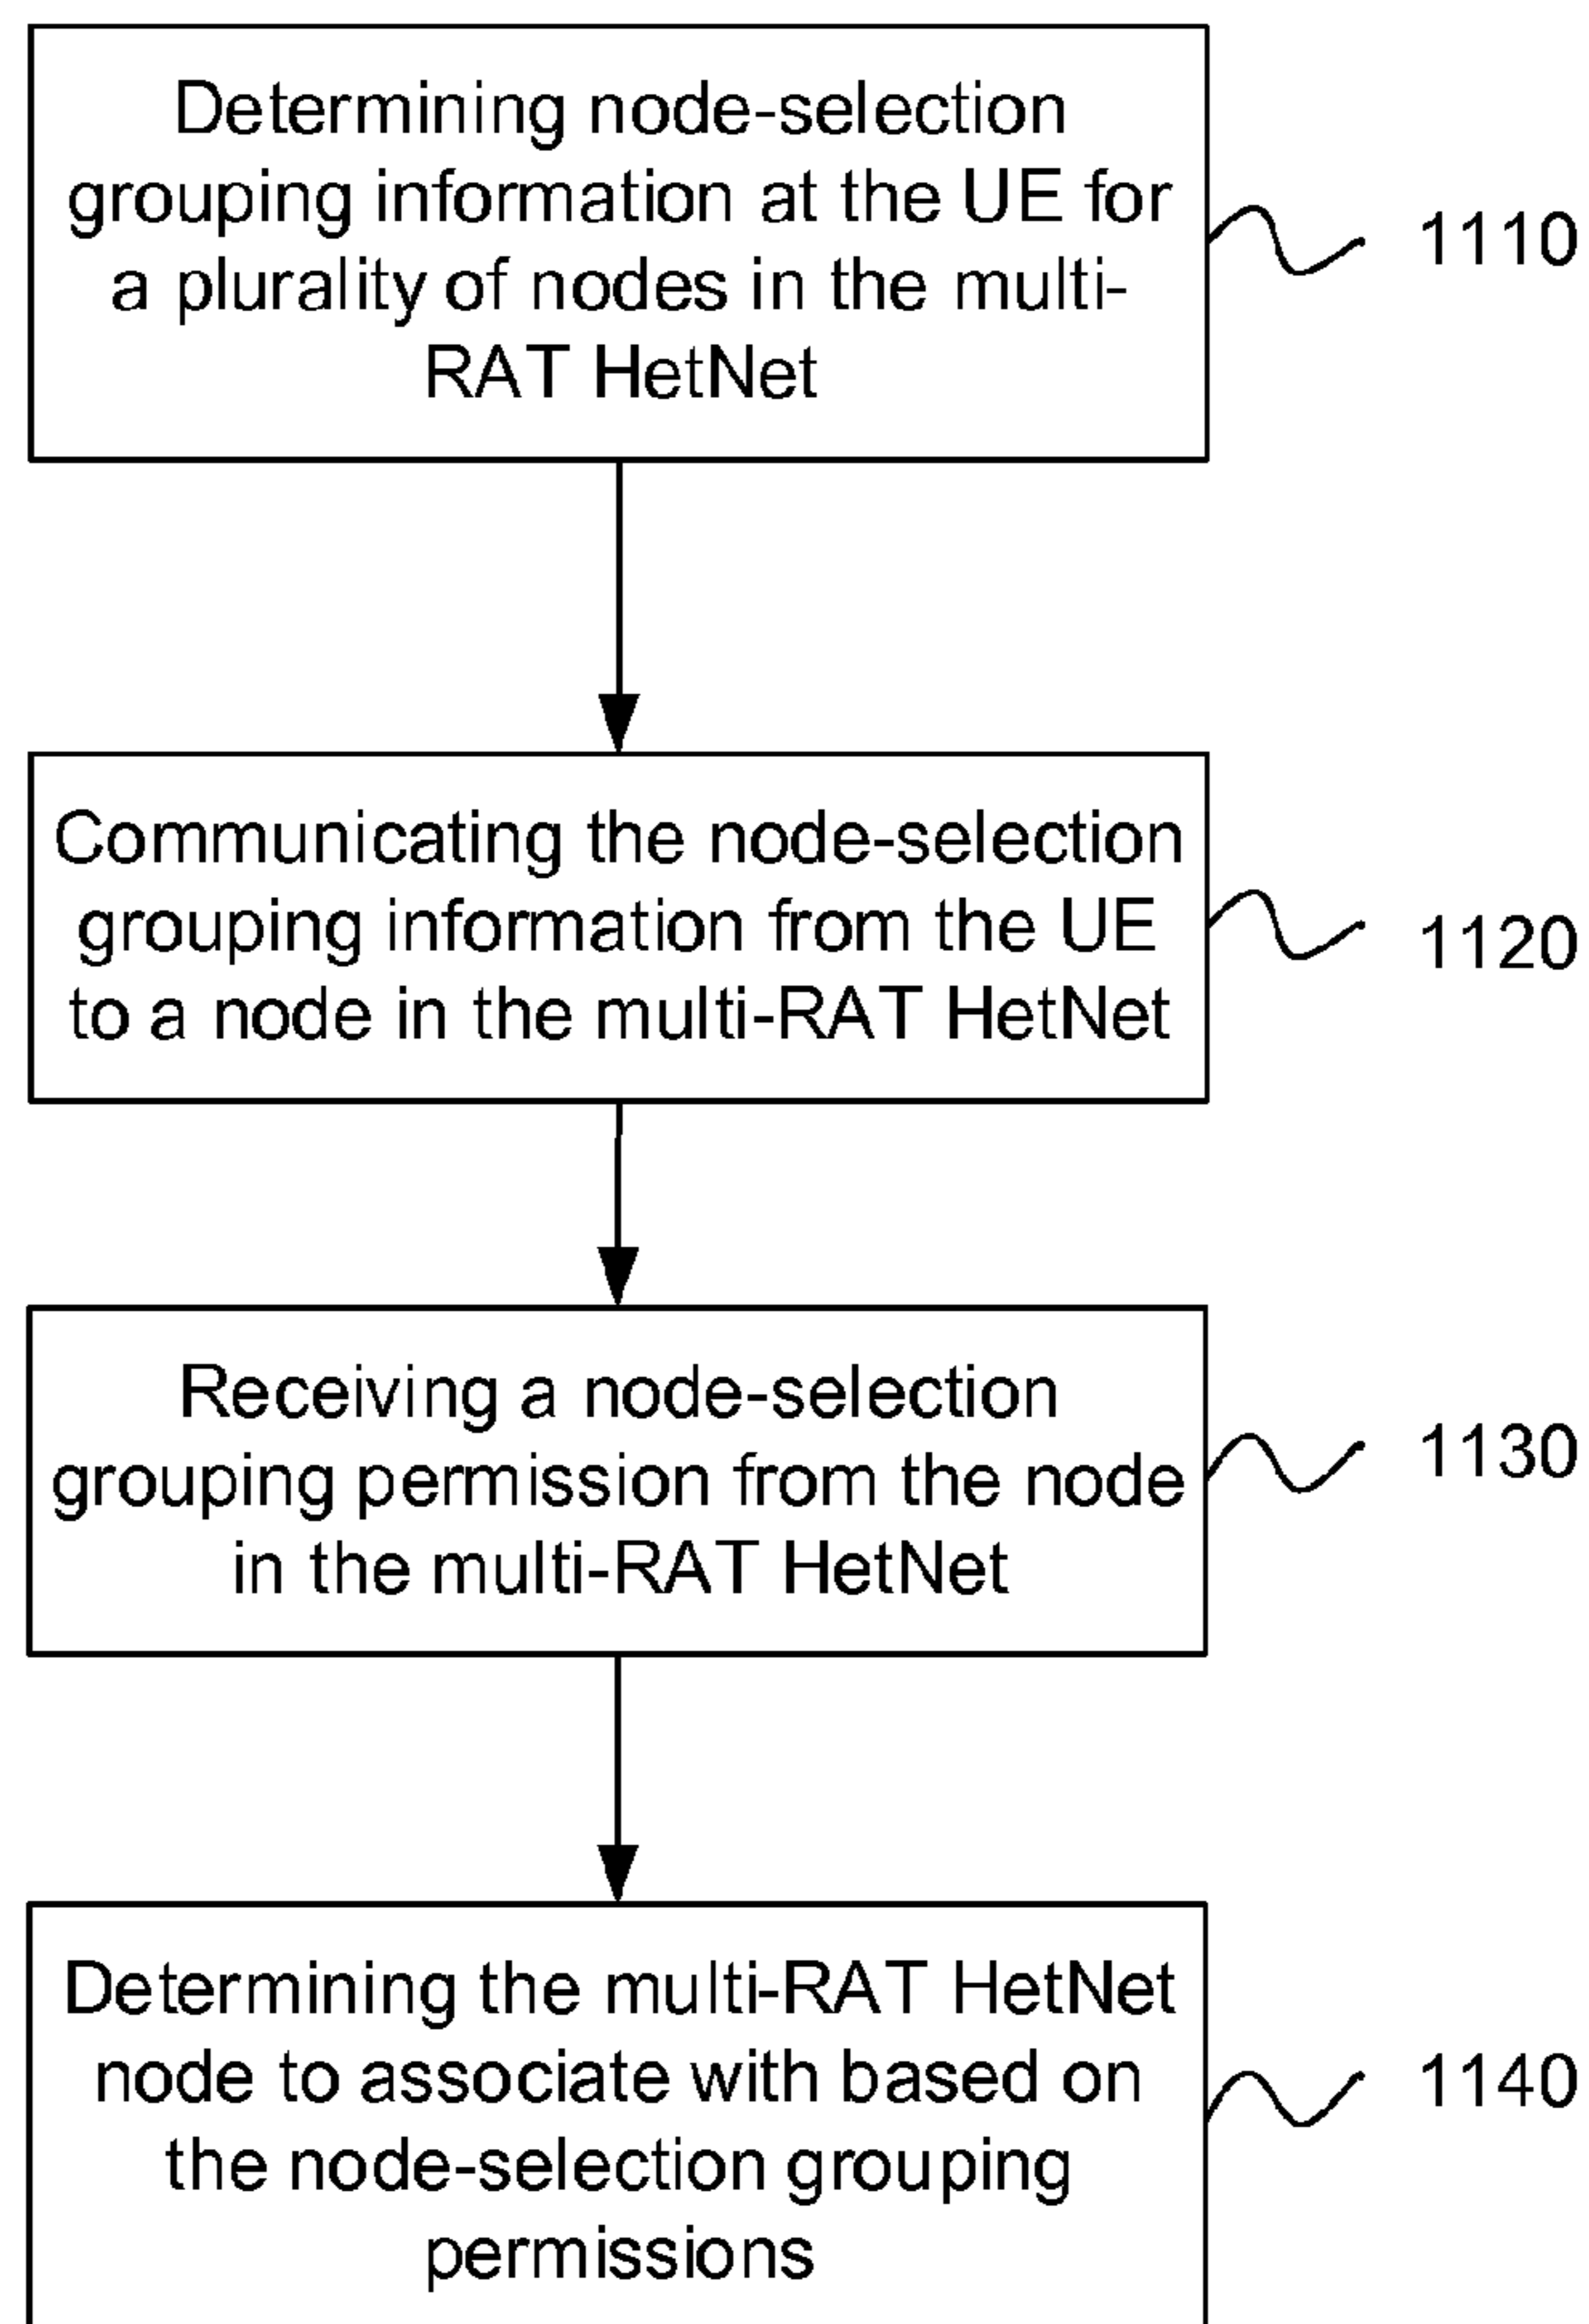 Determining node-selection
grouping information at the UE for
a plurality of nodes in the multi-
RAT HetNet
1110
Communicating the node-selection
grouping information from the UE
to a node in the multi-RAT HetNet
1120
Receiving a node-selection
grouping permission from the node
in the multi-RAT HetNet
1130
Determining the multi-RAT HetNet
node to associate with based on
the node-selection grouping
permissions
1140